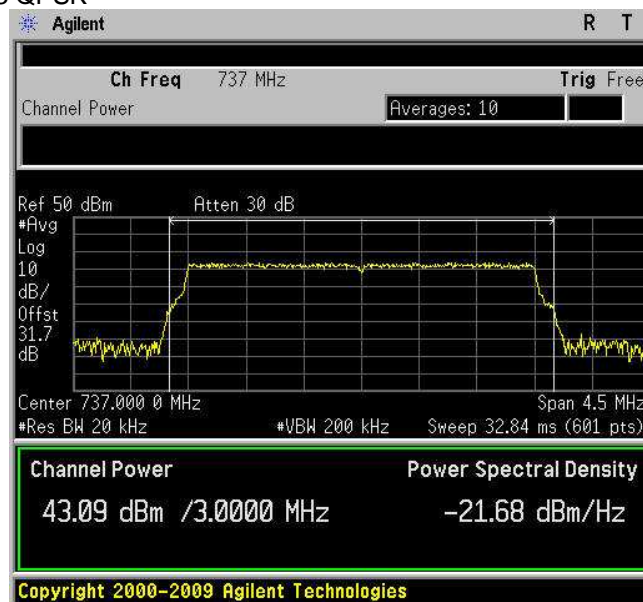 QPSK
Agilent R T
Ch Freq 737 MHz Trig Free
Channel Power Averages: 10
Ref 50 dBm Atten 30 dB
#Avg
Log
10
dB/
Offst
31.7
dB
Center 737.000 0 MHz Span 4.5 MHz
#Res BW 20 kHz #VBW 200 kHz Sweep 32.84 ms (601 pts)
Channel Power Power Spectral Density
43.09 dBm /3.0000 MHz -21.68 dBm/Hz
Copyright 2000-2009 Agilent Technologies